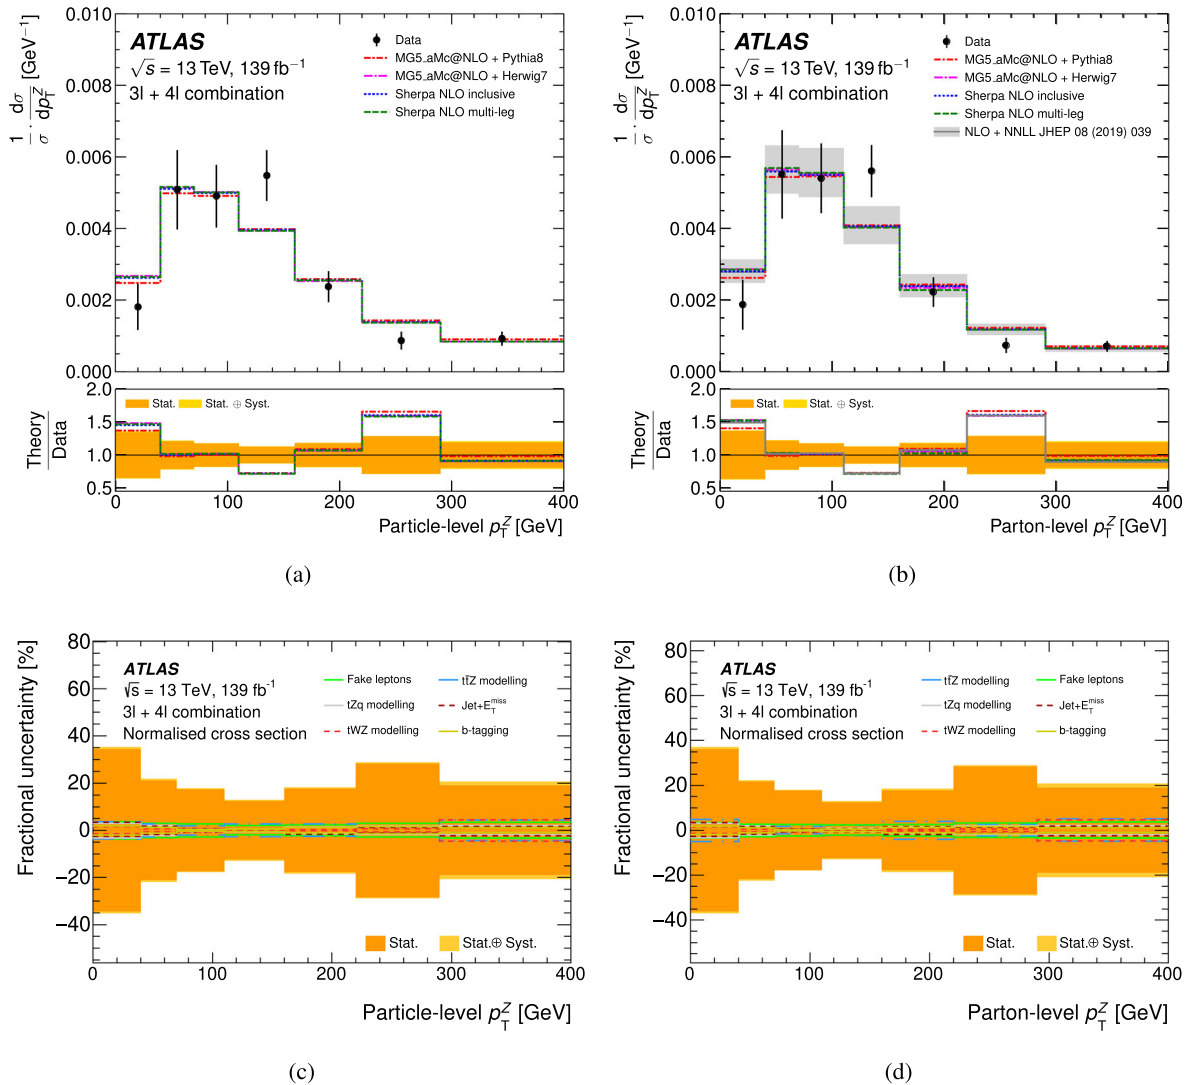 0.010
0.008
0.006
0.004
0.002
0.000
1/σ · dσ/dp_T^Z [GeV⁻¹]
ATLAS
√s = 13 TeV, 139 fb⁻¹
3l + 4l combination
Data
MG5_aMc@NLO + Pythia8
MG5_aMc@NLO + Herwig7
Sherpa NLO inclusive
Sherpa NLO multi-leg
2.0
1.5
1.0
0.5
Theory
Data
Stat.
Stat. ⊕ Syst.
0 100 200 300 400
Particle-level p_T^Z [GeV]
(a)
0.010
0.008
0.006
0.004
0.002
0.000
1/σ · dσ/dp_T^Z [GeV⁻¹]
ATLAS
√s = 13 TeV, 139 fb⁻¹
3l + 4l combination
Data
MG5_aMc@NLO + Pythia8
MG5_aMc@NLO + Herwig7
Sherpa NLO inclusive
Sherpa NLO multi-leg
NLO + NNLL JHEP 08 (2019) 039
2.0
1.5
1.0
0.5
Theory
Data
Stat.
Stat. ⊕ Syst.
0 100 200 300 400
Parton-level p_T^Z [GeV]
(b)
80
60
40
20
0
−20
−40
Fractional uncertainty [%]
ATLAS
√s = 13 TeV, 139 fb⁻¹
3l + 4l combination
Normalised cross section
Fake leptons
tt̄Z modelling
tZq modelling
Jet+E_T^miss
tWZ modelling
b-tagging
Stat.
Stat.⊕ Syst.
0 100 200 300 400
Particle-level p_T^Z [GeV]
(c)
80
60
40
20
0
−20
−40
Fractional uncertainty [%]
ATLAS
√s = 13 TeV, 139 fb⁻¹
3l + 4l combination
Normalised cross section
tt̄Z modelling
Fake leptons
tZq modelling
Jet+E_T^miss
tWZ modelling
b-tagging
Stat.
Stat.⊕ Syst.
0 100 200 300 400
Parton-level p_T^Z [GeV]
(d)